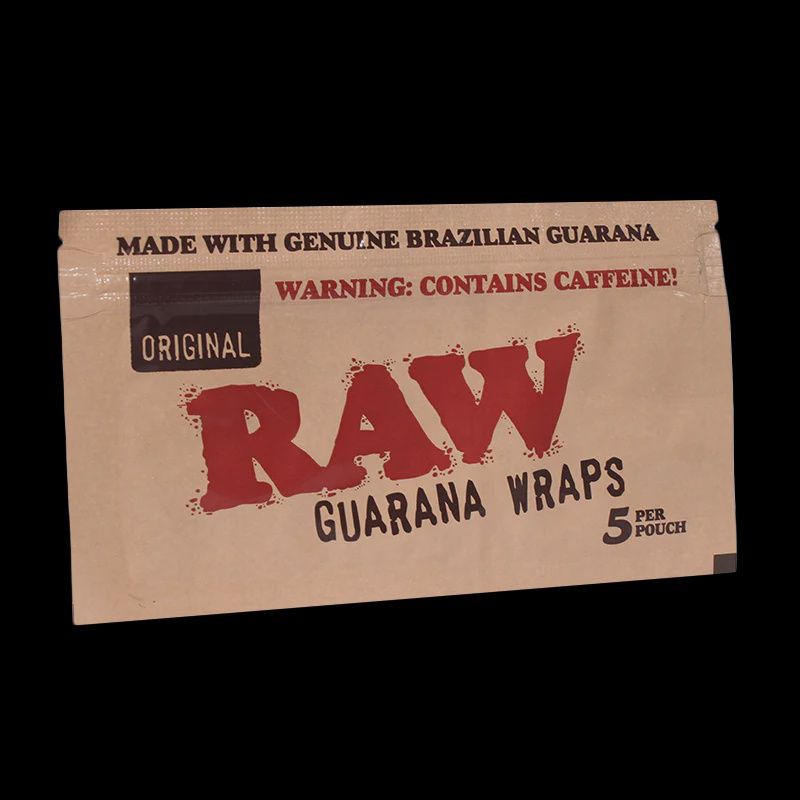 MADE WITH GENUINE BRAZILIAN GUARANA
WARNING: CONTAINS CAFFEINE!
ORIGINAL
RAW
GUARANA WRAPS
5 PER
POUCH